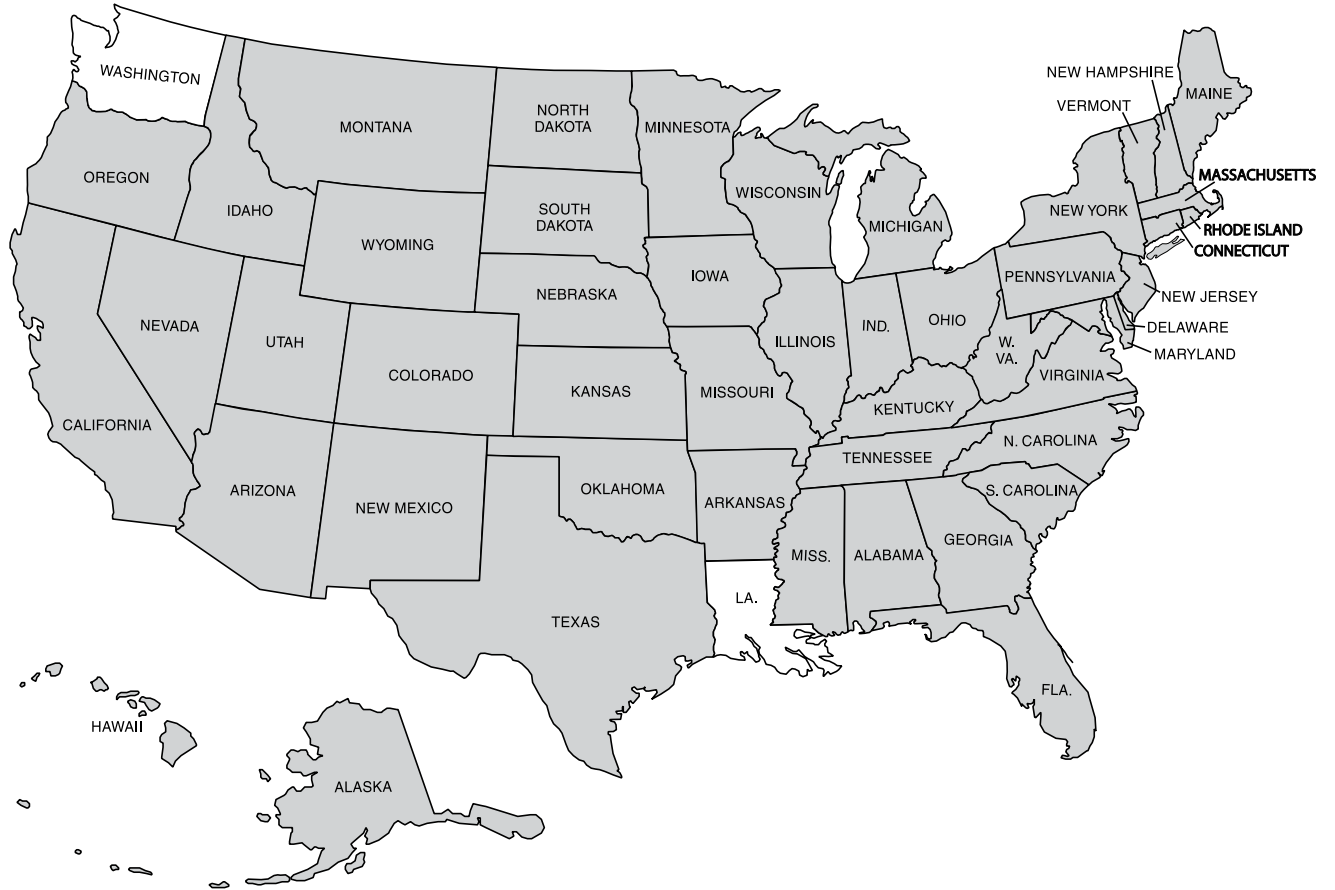 WASHINGTON
NEW HAMPSHIRE
VERMONT
MAINE
MONTANA
NORTH
DAKOTA
MINNESOTA
OREGON
MASSACHUSETTS
IDAHO
SOUTH
DAKOTA
WISCONSIN
MICHIGAN
NEW YORK
RHODE ISLAND
CONNECTICUT
WYOMING
IOWA
PENNSYLVANIA
NEBRASKA
NEW JERSEY
NEVADA
UTAH
ILLINOIS
IND.
OHIO
DELAWARE
W.
VA.
MARYLAND
COLORADO
KANSAS
MISSOURI
VIRGINIA
KENTUCKY
CALIFORNIA
N. CAROLINA
TENNESSEE
ARIZONA
NEW MEXICO
OKLAHOMA
ARKANSAS
S. CAROLINA
MISS.
ALABAMA
GEORGIA
LA.
TEXAS
FLA.
HAWAII
ALASKA